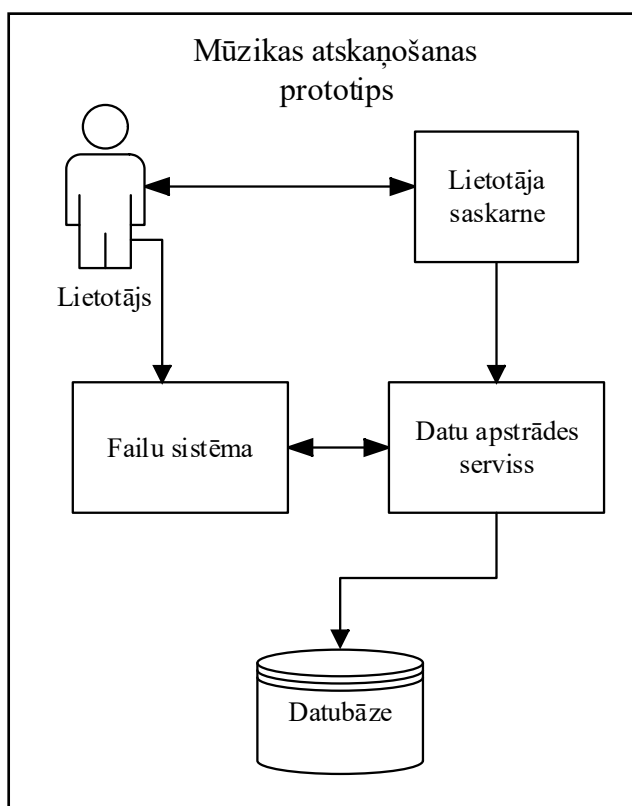 Mūzikas atskaņošanas
prototips
Lietotāja
saskarne
Lietotājs
Failu sistēma
Datu apstrādes
serviss
Datubāze